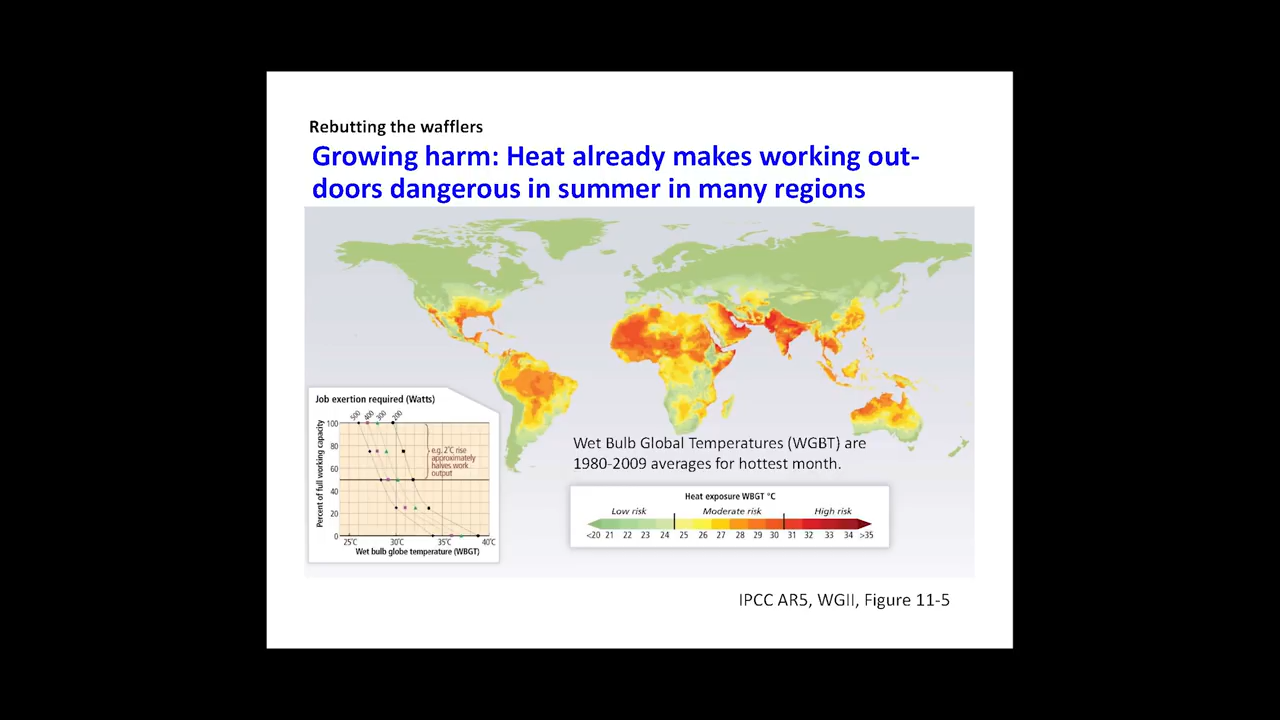 Rebutting the wafflers
Growing harm: Heat already makes working out-
doors dangerous in summer in many regions
Job exertion required (Watts)
500 400 300 200
Percent of full working capacity
100
80
60
40
20
0
e.g. 2°C rise
approximately
halves work
output
25°C 30°C 35°C 40°C
Wet bulb globe temperature (WBGT)
Wet Bulb Global Temperatures (WGBT) are
1980-2009 averages for hottest month.
Heat exposure WBGT °C
Low risk Moderate risk High risk
<20 21 22 23 24 25 26 27 28 29 30 31 32 33 34 >35
IPCC AR5, WGII, Figure 11-5